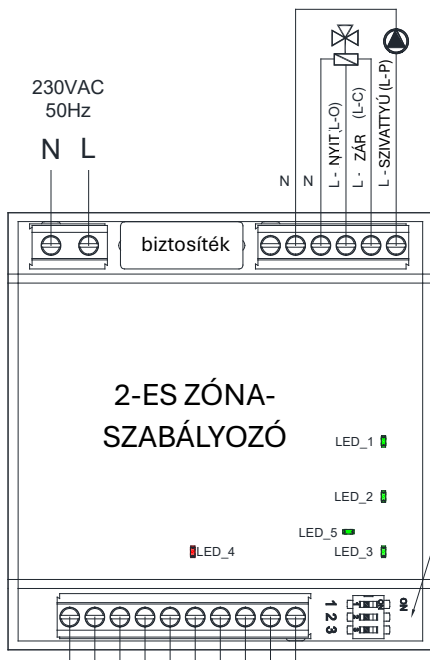 230VAC
50Hz
N L
N
N
L - NYIT (L-O)
L - ZÁR (L-C)
L - SZIVATTYÚ (L-P)
biztosíték
2-ES ZÓNA-
SZABÁLYOZÓ
LED_1
LED_2
LED_5
LED_4
LED_3
1
2
3
ON